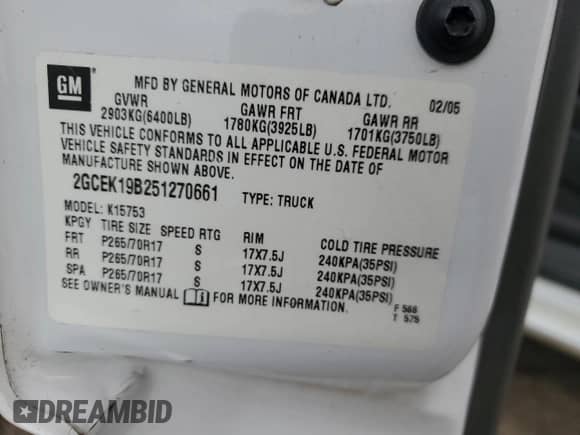 GM
MFD BY GENERAL MOTORS OF CANADA LTD. 02/05
GVWR GAWR FRT GAWR RR
2903KG(6400LB) 1780KG(3925LB) 1701KG(3750LB)
THIS VEHICLE CONFORMS TO ALL APPLICABLE U.S. FEDERAL MOTOR
VEHICLE SAFETY STANDARDS IN EFFECT ON THE DATE OF
MANUFACTURE SHOWN ABOVE.
2GCEK19B251270661 TYPE: TRUCK
MODEL: K15753
KPGY TIRE SIZE SPEED RTG RIM COLD TIRE PRESSURE
FRT P265/70R17 S 17X7.5J 240KPA(35PSI)
RR P265/70R17 S 17X7.5J 240KPA(35PSI)
SPA P265/70R17 S 17X7.5J 240KPA(35PSI)
SEE OWNER'S MANUAL FOR MORE INFORMATION.
F 568
T 575
DREAMBID